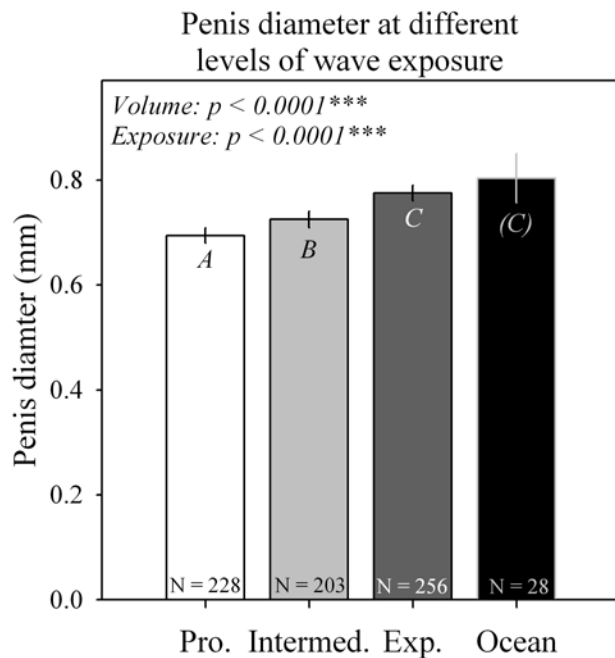 Penis diameter at different
levels of wave exposure
Volume: p < 0.0001***
Exposure: p < 0.0001***
Penis diamter (mm)
0.8
0.6
0.4
0.2
0.0
A
B
C
(C)
N = 228
N = 203
N = 256
N = 28
Pro.
Intermed.
Exp.
Ocean